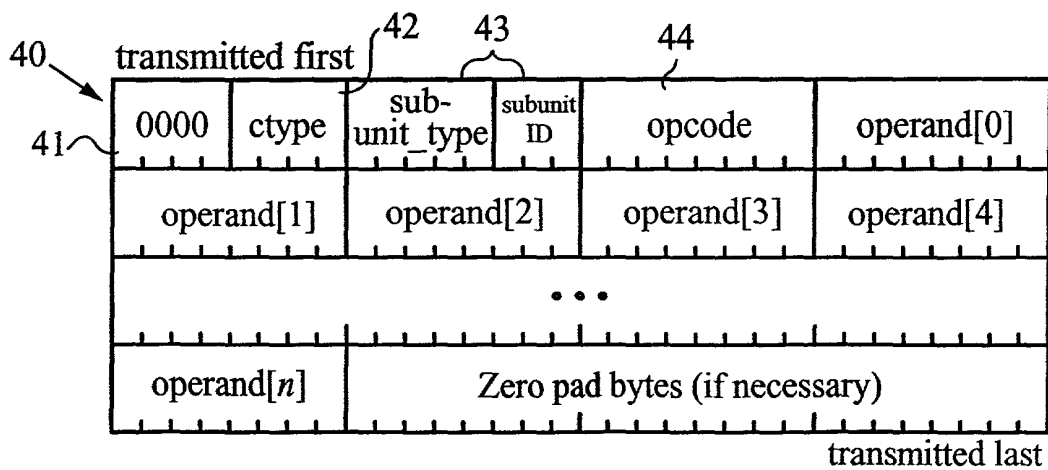 42
43
44
40
transmitted first
41
0000
ctype
sub-
unit_type
subunit
ID
opcode
operand[0]
operand[1]
operand[2]
operand[3]
operand[4]
• • •
operand[n]
Zero pad bytes (if necessary)
transmitted last